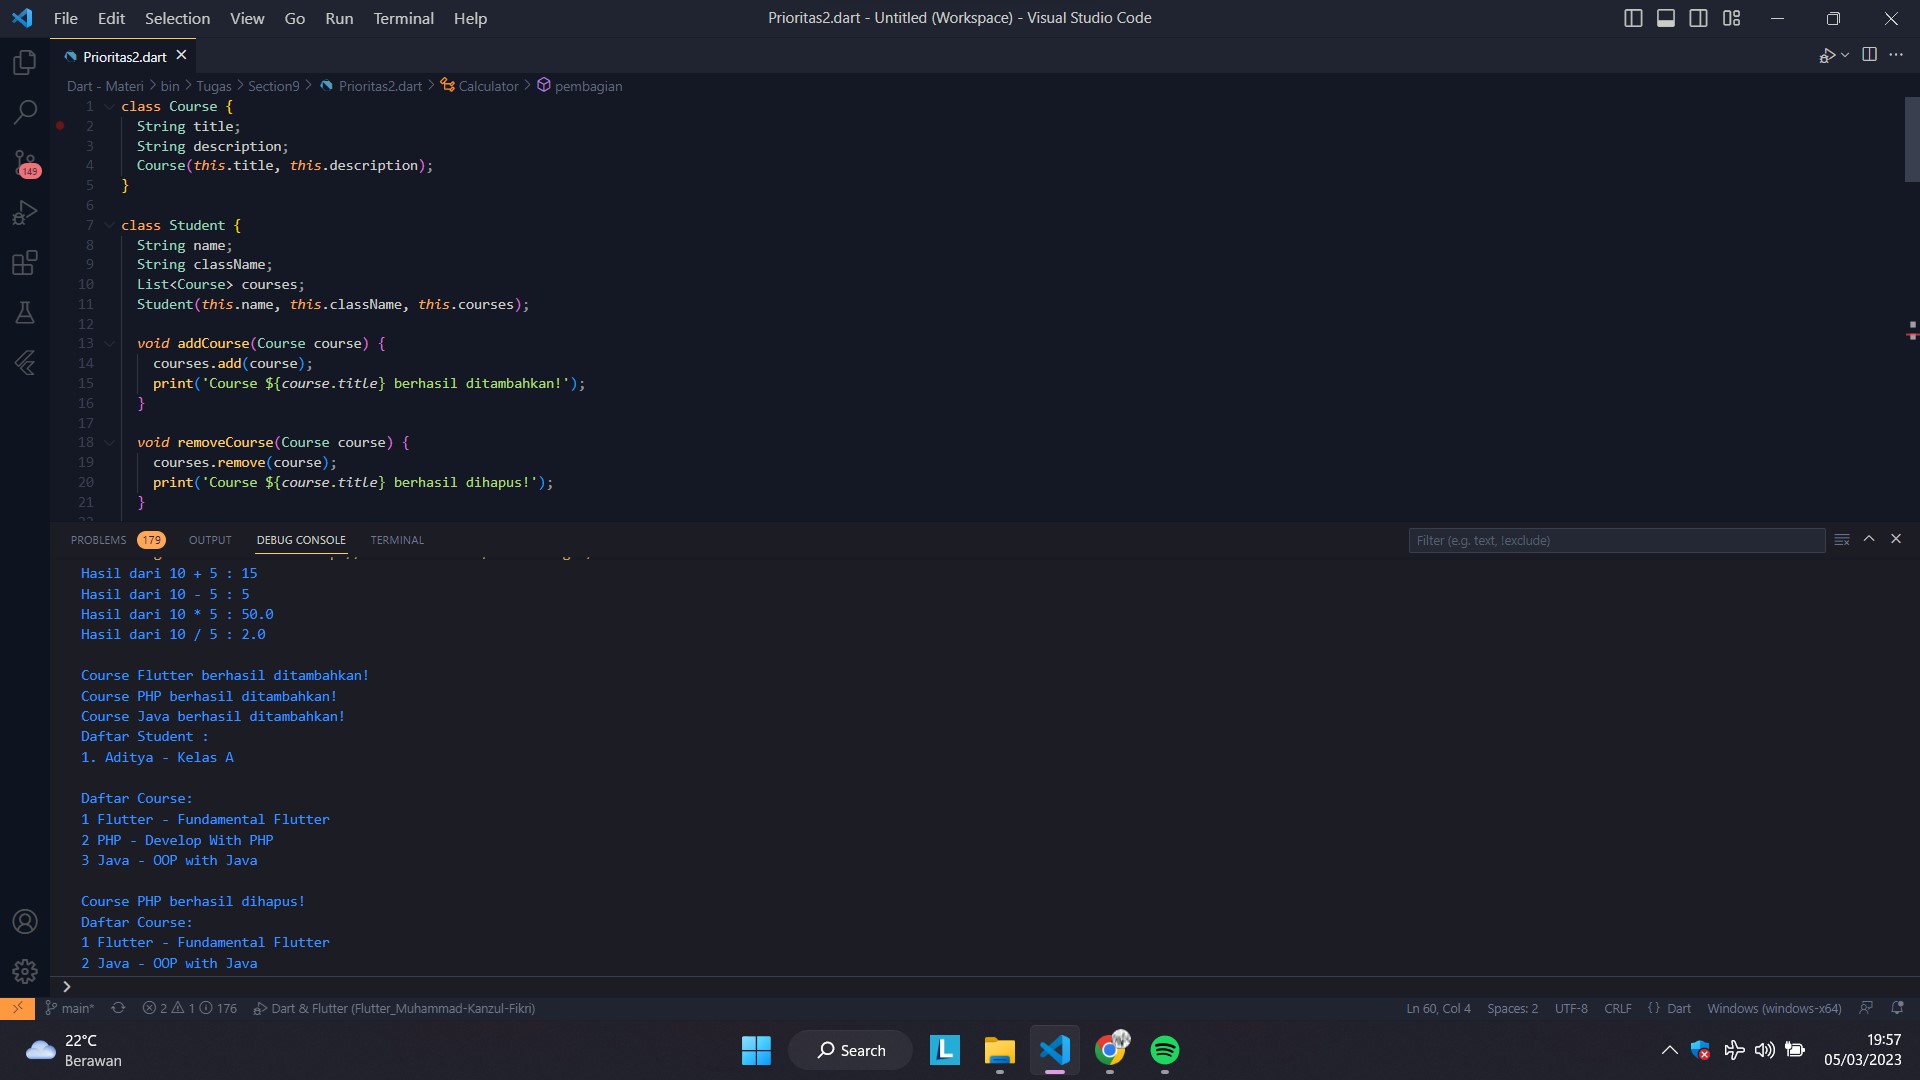 File Edit Selection View Go Run Terminal Help
Prioritas2.dart - Untitled (Workspace) - Visual Studio Code
Prioritas2.dart
Dart - Materi > bin > Tugas > Section9 > Prioritas2.dart > Calculator > pembagian
1 class Course {
2 String title;
3 String description;
4 Course(this.title, this.description);
5 }
6
7 class Student {
8 String name;
9 String className;
10 List<Course> courses;
11 Student(this.name, this.className, this.courses);
12
13 void addCourse(Course course) {
14 courses.add(course);
15 print('Course ${course.title} berhasil ditambahkan!');
16 }
17
18 void removeCourse(Course course) {
19 courses.remove(course);
20 print('Course ${course.title} berhasil dihapus!');
21 }
149
PROBLEMS 179 OUTPUT DEBUG CONSOLE TERMINAL
Filter (e.g. text, !exclude)
Hasil dari 10 + 5 : 15
Hasil dari 10 - 5 : 5
Hasil dari 10 * 5 : 50.0
Hasil dari 10 / 5 : 2.0
Course Flutter berhasil ditambahkan!
Course PHP berhasil ditambahkan!
Course Java berhasil ditambahkan!
Daftar Student :
1. Aditya - Kelas A
Daftar Course:
1 Flutter - Fundamental Flutter
2 PHP - Develop With PHP
3 Java - OOP with Java
Course PHP berhasil dihapus!
Daftar Course:
1 Flutter - Fundamental Flutter
2 Java - OOP with Java
main* 2 1 176 Dart & Flutter (Flutter_Muhammad-Kanzul-Fikri)
Ln 60, Col 4 Spaces: 2 UTF-8 CRLF { } Dart Windows (windows-x64)
22°C
Berawan
Search
L
19:57
05/03/2023